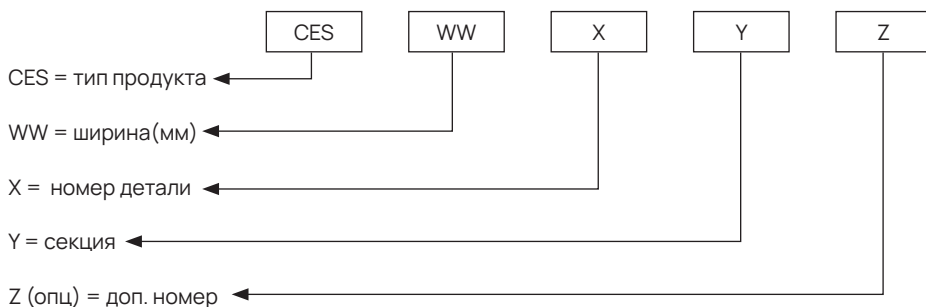 CES WW X Y Z
CES = тип продукта
WW = ширина(мм)
X = номер детали
Y = секция
Z (опц) = доп. номер